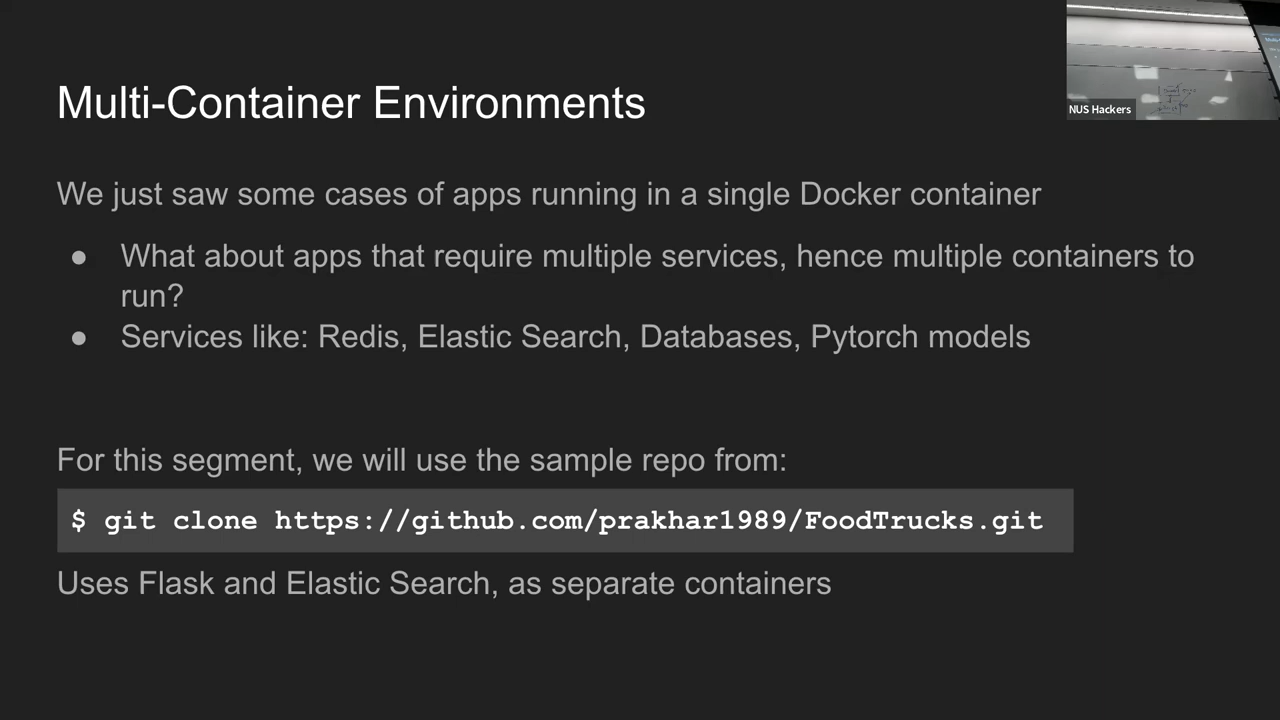 Multi-Container Environments
NUS Hackers
We just saw some cases of apps running in a single Docker container
● What about apps that require multiple services, hence multiple containers to
run?
● Services like: Redis, Elastic Search, Databases, Pytorch models
For this segment, we will use the sample repo from:
$ git clone https://github.com/prakhar1989/FoodTrucks.git
Uses Flask and Elastic Search, as separate containers